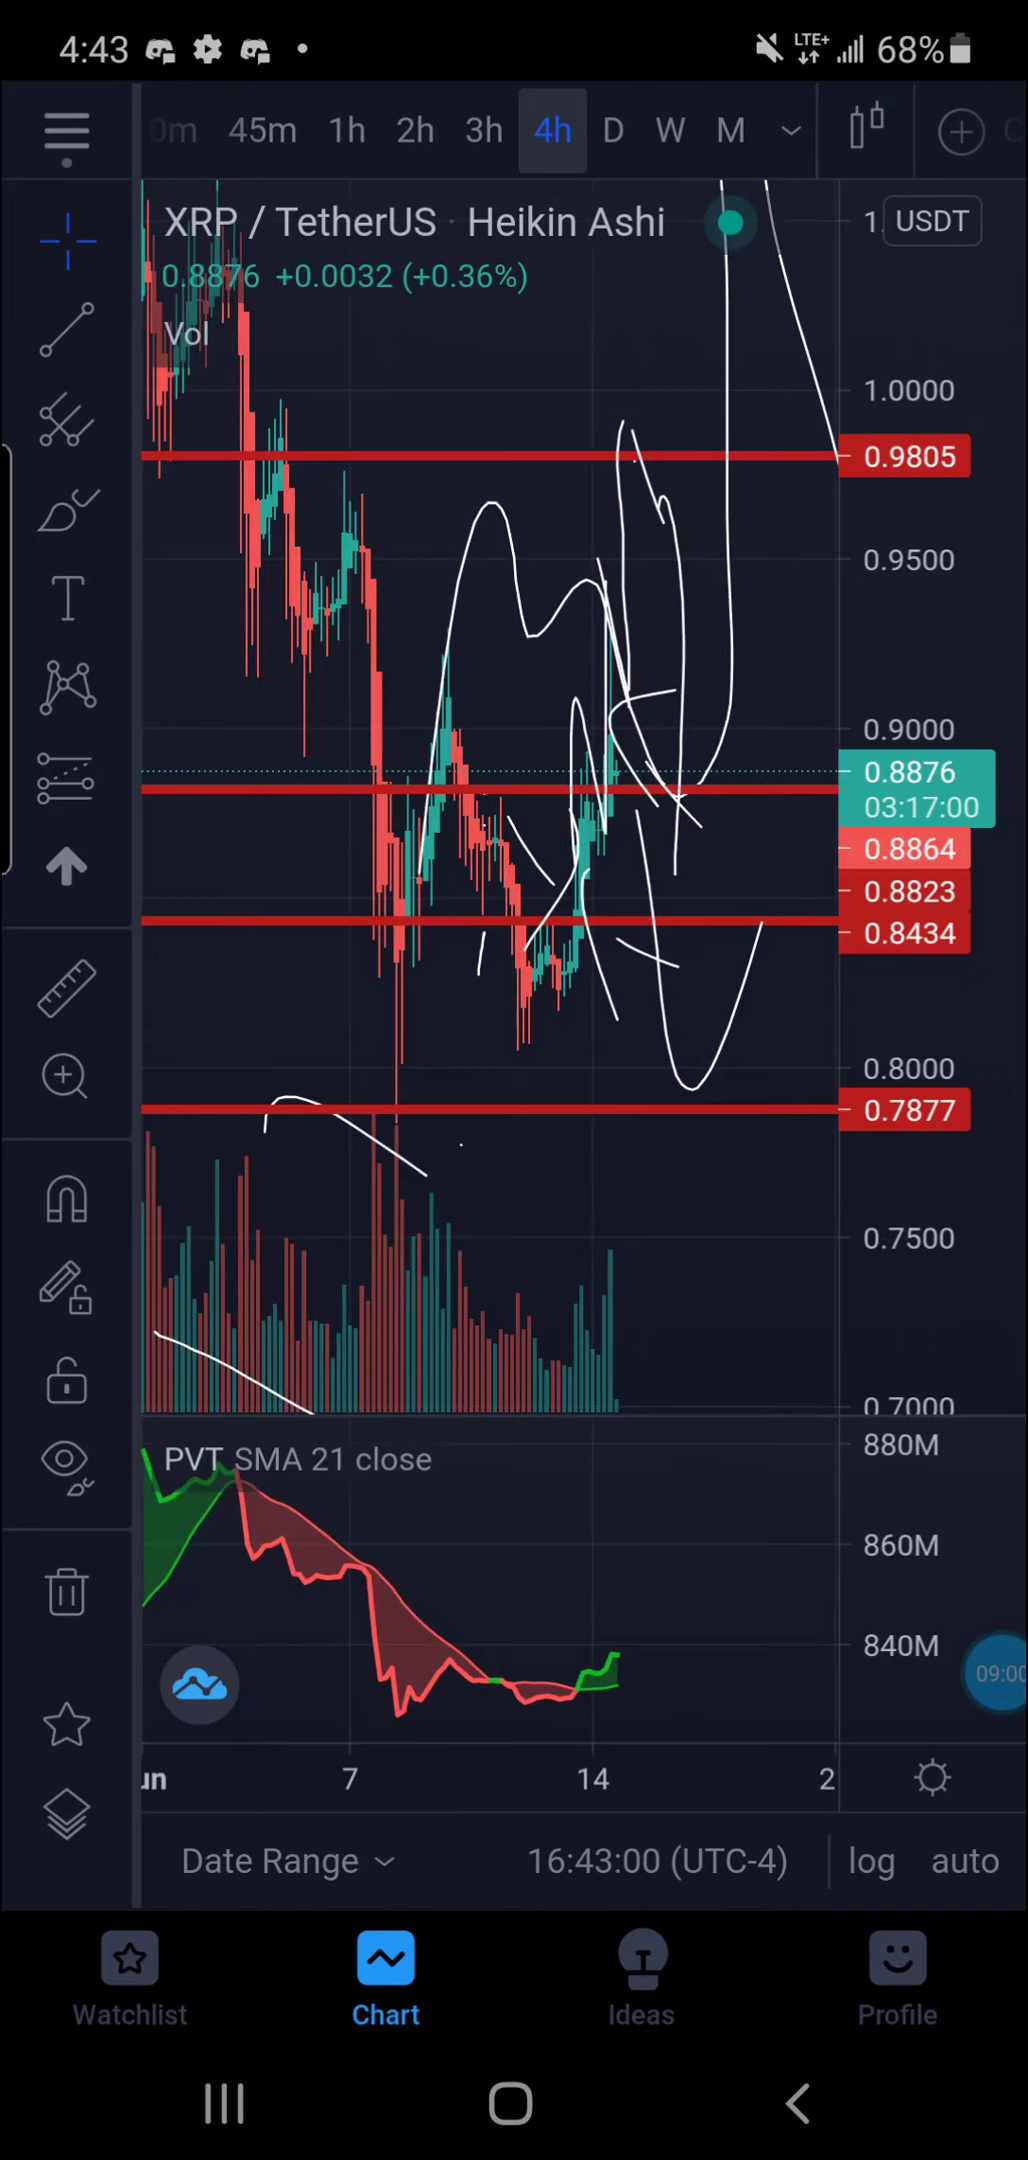 4:43 LTE+ 68%
0m 45m 1h 2h 3h 4h D W M
XRP / TetherUS · Heikin Ashi
USDT
0.8876 +0.0032 (+0.36%)
Vol
1.0000
0.9805
0.9500
0.9000
0.8876
03:17:00
0.8864
0.8823
0.8434
0.8000
0.7877
0.7500
0.7000
PVT SMA 21 close
880M
860M
840M
09:00
un 7 14 2
Date Range 16:43:00 (UTC-4) log auto
Watchlist Chart Ideas Profile